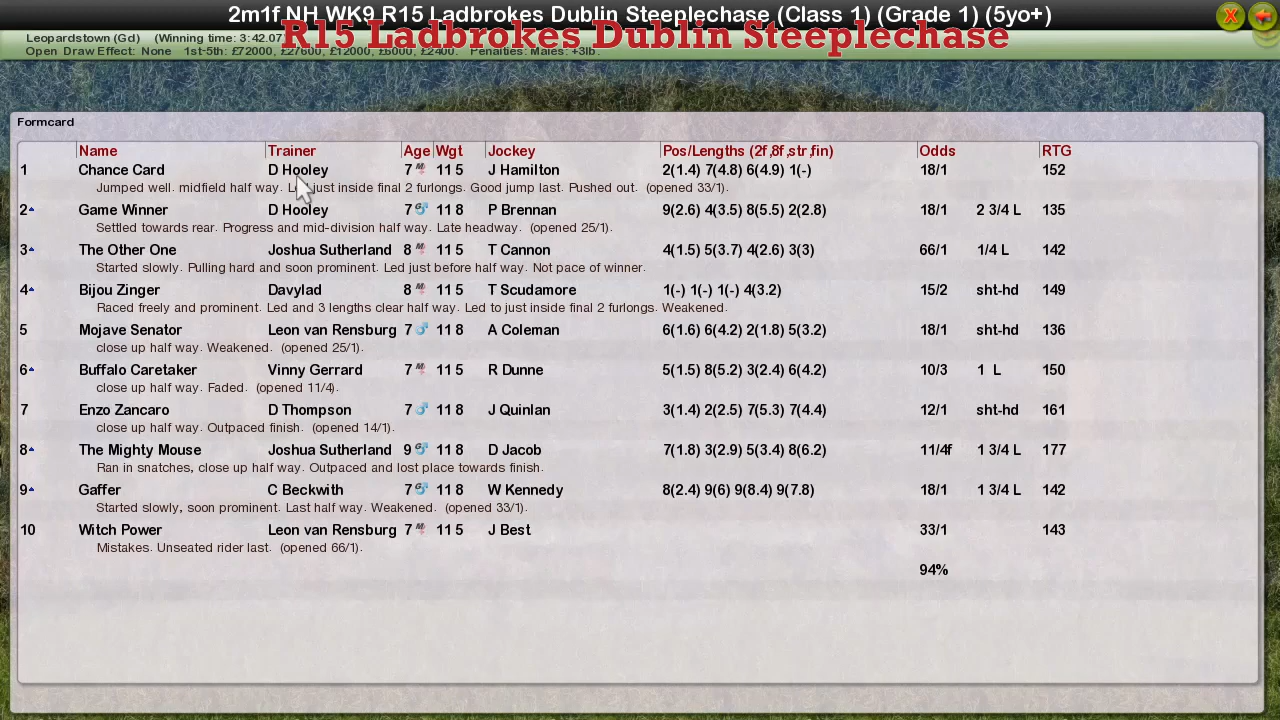 2m1f NH WK9 R15 Ladbrokes Dublin Steeplechase (Class 1) (Grade 1) (5yo+)
R15 Ladbrokes Dublin Steeplechase
Leopardstown (Gd) (Winning time: 3:42.07
Open Draw Effect: None 1st-5th: £72000, £27600, £12000, £6000, £2400. Penalties: Males: +3lb.
Formcard
Name Trainer Age Wgt Jockey Pos/Lengths (2f,8f,str,fin) Odds RTG
1 Chance Card D Hooley 7 11 5 J Hamilton 2(1.4) 7(4.8) 6(4.9) 1(-) 18/1 152
Jumped well. midfield half way. Led just inside final 2 furlongs. Good jump last. Pushed out. (opened 33/1).
2 Game Winner D Hooley 7 11 8 P Brennan 9(2.6) 4(3.5) 8(5.5) 2(2.8) 18/1 2 3/4 L 135
Settled towards rear. Progress and mid-division half way. Late headway. (opened 25/1).
3 The Other One Joshua Sutherland 8 11 5 T Cannon 4(1.5) 5(3.7) 4(2.6) 3(3) 66/1 1/4 L 142
Started slowly. Pulling hard and soon prominent. Led just before half way. Not pace of winner.
4 Bijou Zinger Davylad 8 11 5 T Scudamore 1(-) 1(-) 1(-) 4(3.2) 15/2 sht-hd 149
Raced freely and prominent. Led and 3 lengths clear half way. Led to just inside final 2 furlongs. Weakened.
5 Mojave Senator Leon van Rensburg 7 11 8 A Coleman 6(1.6) 6(4.2) 2(1.8) 5(3.2) 18/1 sht-hd 136
close up half way. Weakened. (opened 25/1).
6 Buffalo Caretaker Vinny Gerrard 7 11 5 R Dunne 5(1.5) 8(5.2) 3(2.4) 6(4.2) 10/3 1 L 150
close up half way. Faded. (opened 11/4).
7 Enzo Zancaro D Thompson 7 11 8 J Quinlan 3(1.4) 2(2.5) 7(5.3) 7(4.4) 12/1 sht-hd 161
close up half way. Outpaced finish. (opened 14/1).
8 The Mighty Mouse Joshua Sutherland 9 11 8 D Jacob 7(1.8) 3(2.9) 5(3.4) 8(6.2) 11/4f 1 3/4 L 177
Ran in snatches, close up half way. Outpaced and lost place towards finish.
9 Gaffer C Beckwith 7 11 8 W Kennedy 8(2.4) 9(6) 9(8.4) 9(7.8) 18/1 1 3/4 L 142
Started slowly, soon prominent. Last half way. Weakened. (opened 33/1).
10 Witch Power Leon van Rensburg 7 11 5 J Best 33/1 143
Mistakes. Unseated rider last. (opened 66/1).
94%